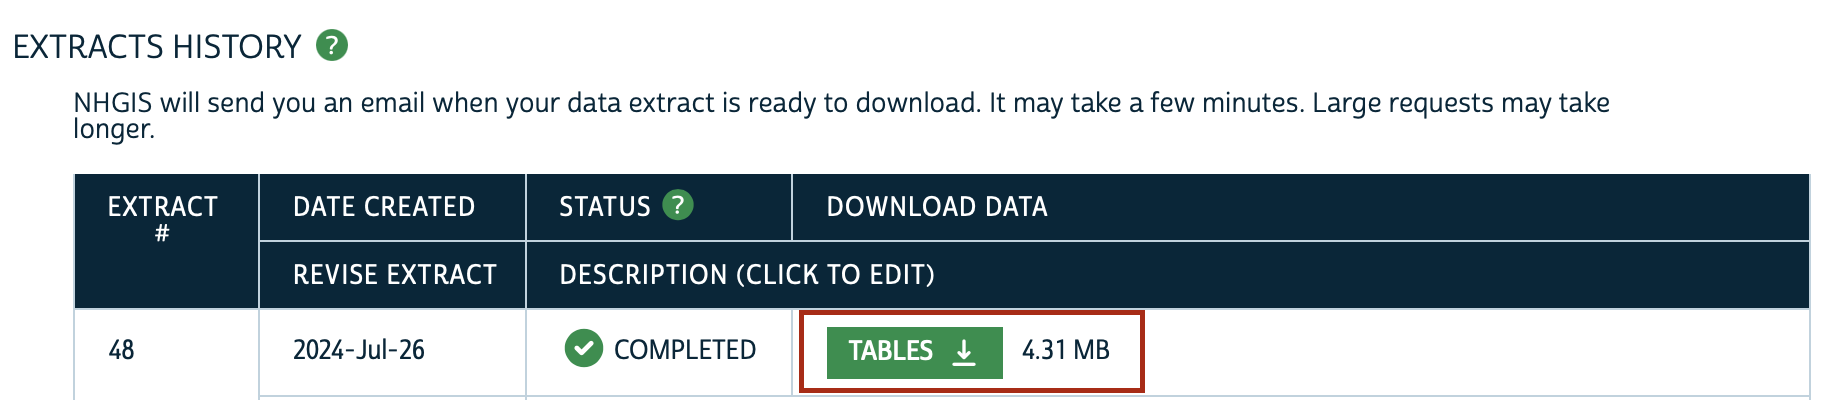 EXTRACTS HISTORY ?
NHGIS will send you an email when your data extract is ready to download. It may take a few minutes. Large requests may take
longer.
EXTRACT
#
DATE CREATED
STATUS ?
DOWNLOAD DATA
REVISE EXTRACT
DESCRIPTION (CLICK TO EDIT)
48
2024-Jul-26
COMPLETED
TABLES
4.31 MB